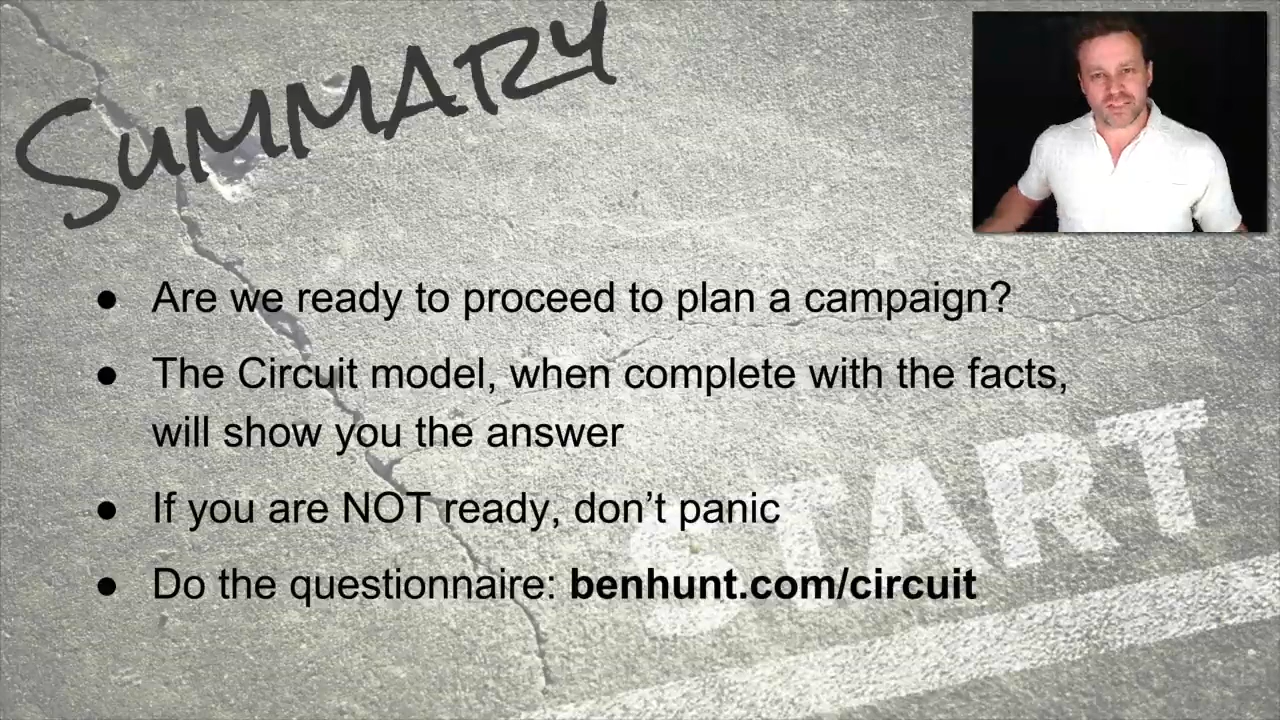 SUMMARY
● Are we ready to proceed to plan a campaign?
● The Circuit model, when complete with the facts,
will show you the answer
● If you are NOT ready, don’t panic
● Do the questionnaire: benhunt.com/circuit
START